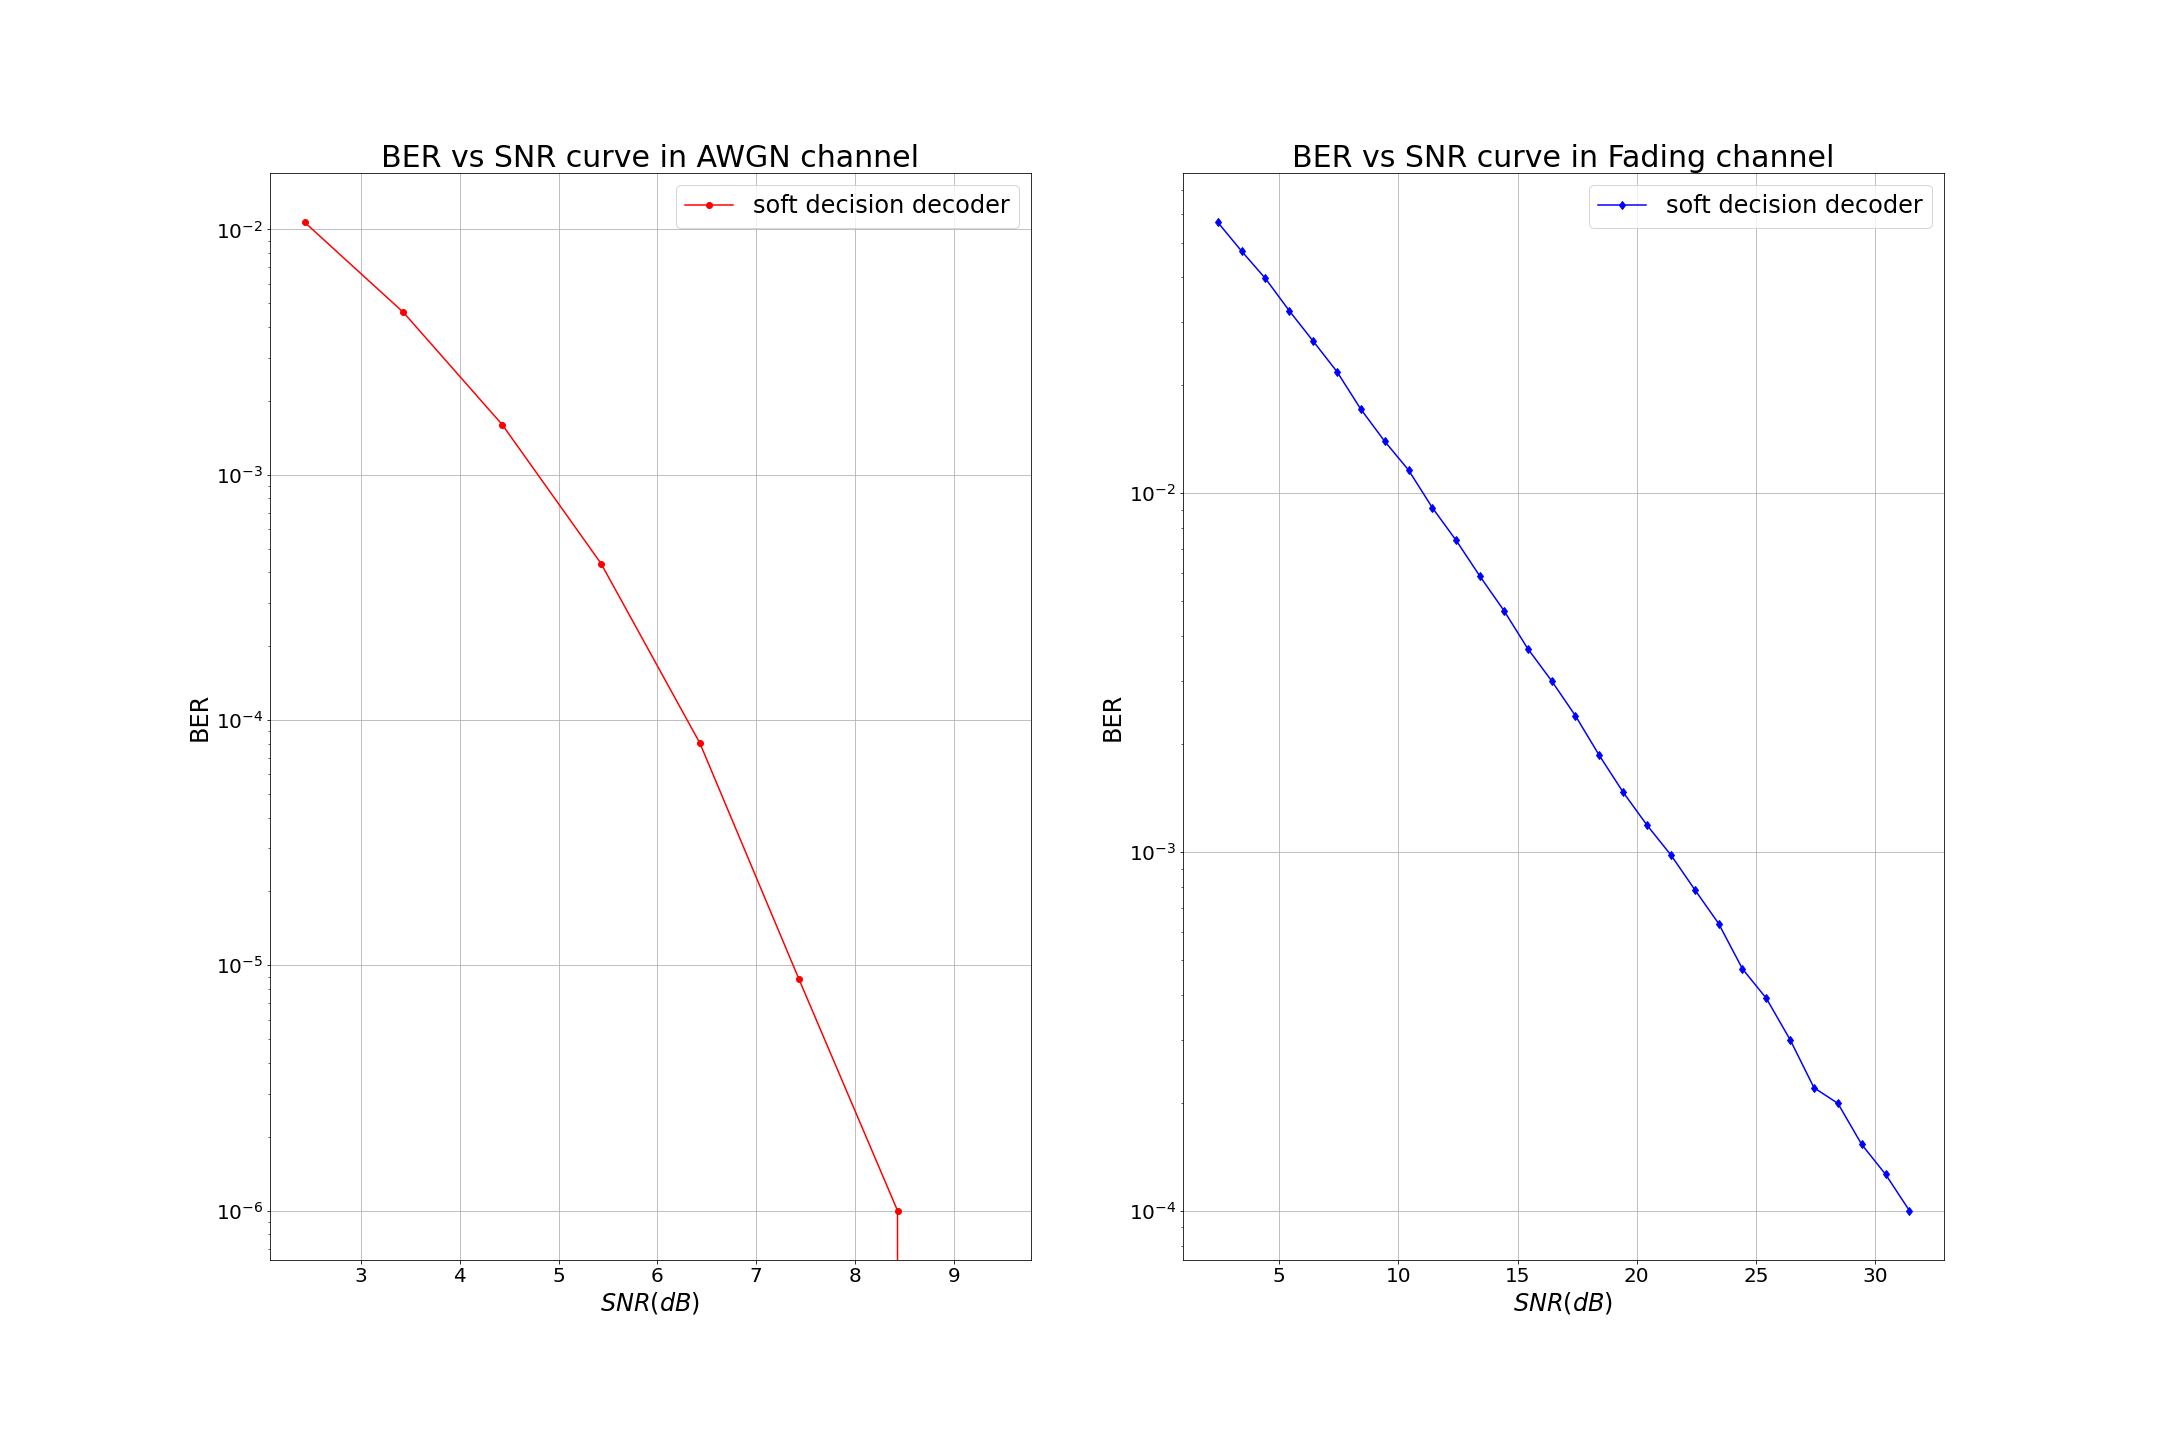 BER vs SNR curve in AWGN channel
soft decision decoder
10⁻²
10⁻³
10⁻⁴
10⁻⁵
10⁻⁶
BER
3 4 5 6 7 8 9
SNR(dB)
BER vs SNR curve in Fading channel
soft decision decoder
10⁻²
10⁻³
10⁻⁴
BER
5 10 15 20 25 30
SNR(dB)